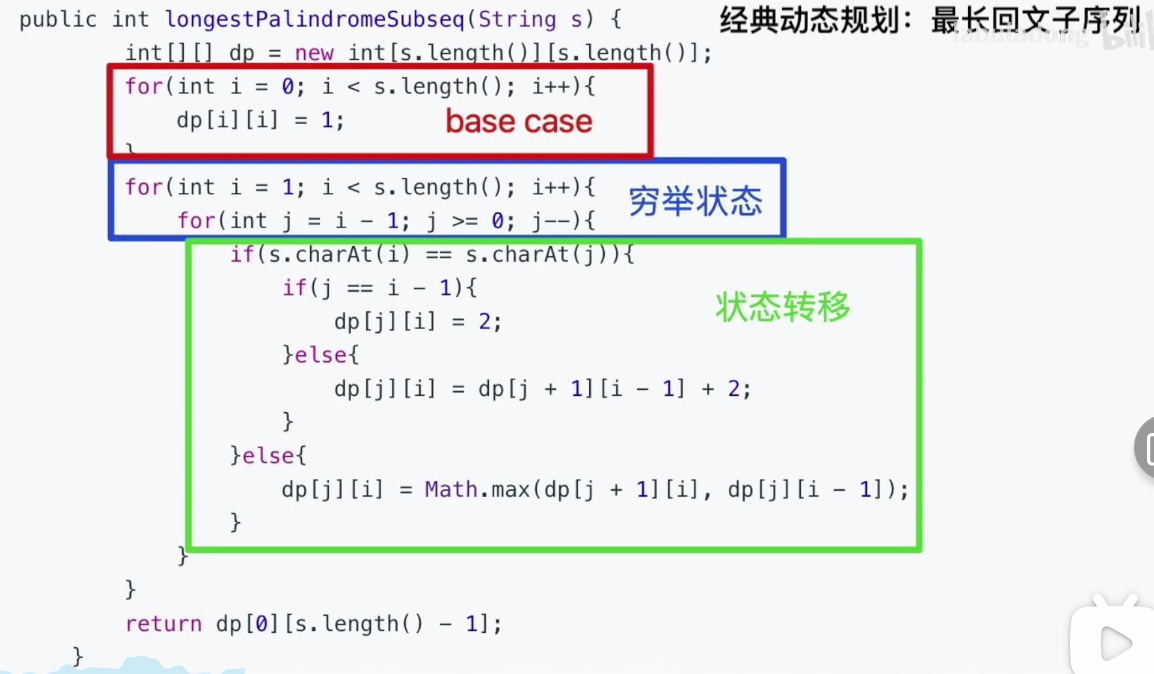 public int longestPalindromeSubseq(String s) {
经典动态规划：最长回文子序列
int[][] dp = new int[s.length()][s.length()];
for(int i = 0; i < s.length(); i++){
dp[i][i] = 1;
base case
}
for(int i = 1; i < s.length(); i++){
穷举状态
for(int j = i - 1; j >= 0; j--){
if(s.charAt(i) == s.charAt(j)){
if(j == i - 1){
状态转移
dp[j][i] = 2;
}else{
dp[j][i] = dp[j + 1][i - 1] + 2;
}
}else{
dp[j][i] = Math.max(dp[j + 1][i], dp[j][i - 1]);
}
}
}
return dp[0][s.length() - 1];
}